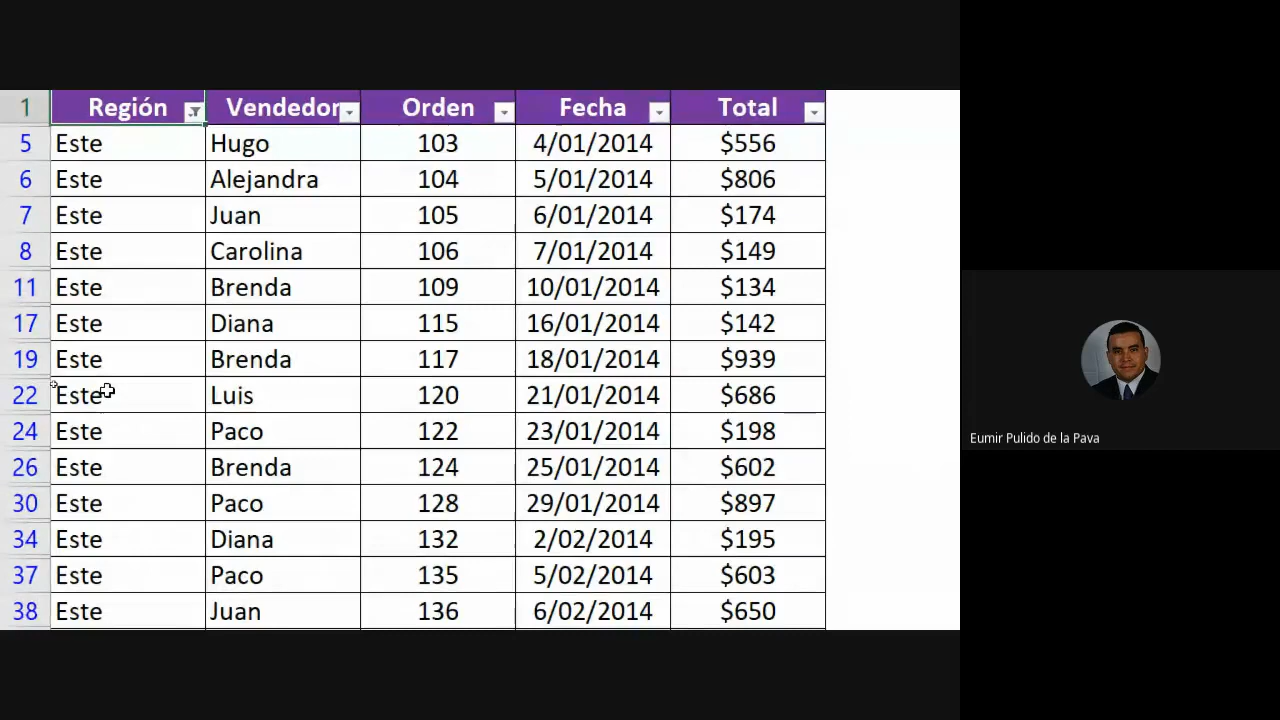 1 Región Vendedor Orden Fecha Total
5 Este Hugo 103 4/01/2014 $556
6 Este Alejandra 104 5/01/2014 $806
7 Este Juan 105 6/01/2014 $174
8 Este Carolina 106 7/01/2014 $149
11 Este Brenda 109 10/01/2014 $134
17 Este Diana 115 16/01/2014 $142
19 Este Brenda 117 18/01/2014 $939
22 Este Luis 120 21/01/2014 $686
24 Este Paco 122 23/01/2014 $198
26 Este Brenda 124 25/01/2014 $602
30 Este Paco 128 29/01/2014 $897
34 Este Diana 132 2/02/2014 $195
37 Este Paco 135 5/02/2014 $603
38 Este Juan 136 6/02/2014 $650
Eumir Pulido de la Pava